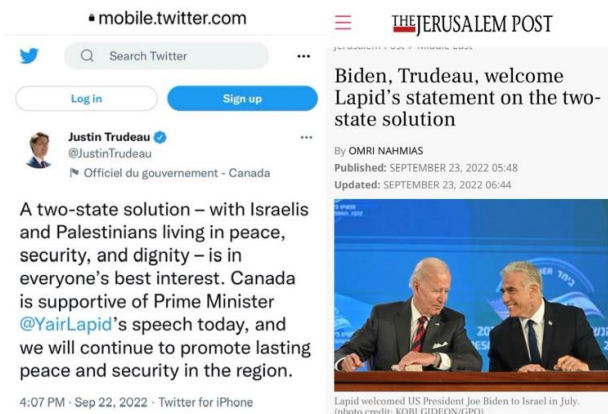 mobile.twitter.com
Search Twitter
Log in
Sign up
Justin Trudeau
@JustinTrudeau
Officiel du gouvernement - Canada
A two-state solution – with Israelis
and Palestinians living in peace,
security, and dignity – is in
everyone's best interest. Canada
is supportive of Prime Minister
@YairLapid's speech today, and
we will continue to promote lasting
peace and security in the region.
4:07 PM · Sep 22, 2022 · Twitter for iPhone
THE JERUSALEM POST
Biden, Trudeau, welcome
Lapid's statement on the two-
state solution
By OMRI NAHMIAS
Published: SEPTEMBER 23, 2022 05:48
Updated: SEPTEMBER 23, 2022 06:44
Lapid welcomed US President Joe Biden to Israel in July.
(photo credit: KOBI GIDEON/GPO)